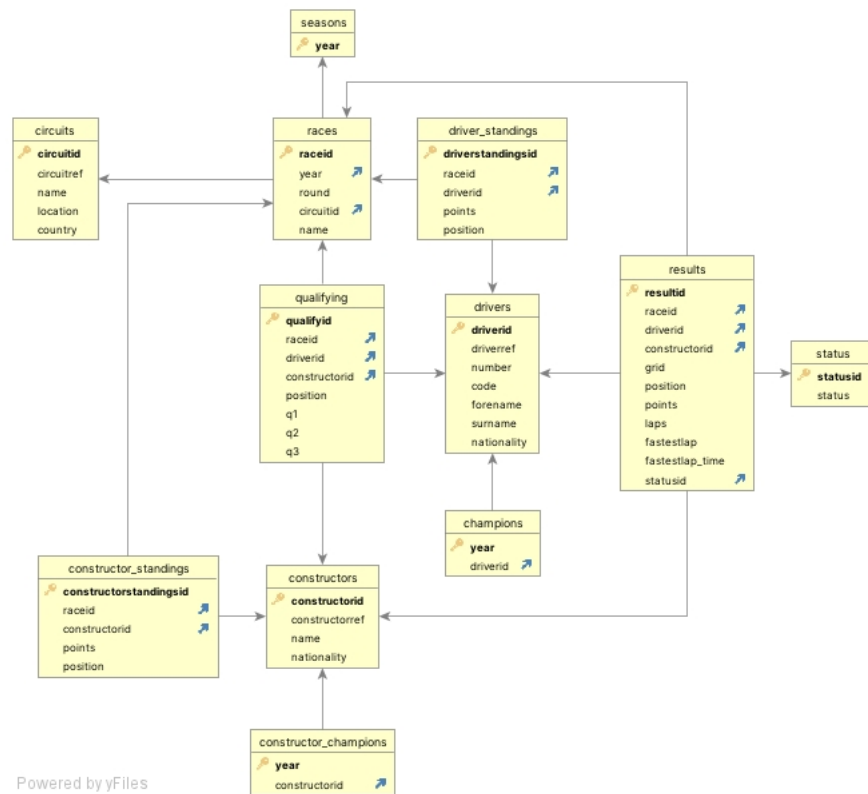 seasons
year
circuits
circuitid
circuitref
name
location
country
races
raceid
year
round
circuitid
name
driver_standings
driverstandingsid
raceid
driverid
points
position
results
resultid
raceid
driverid
constructorid
grid
position
points
laps
fastestlap
fastestlap_time
statusid
qualifying
qualifyid
raceid
driverid
constructorid
position
q1
q2
q3
drivers
driverid
driverref
number
code
forename
surname
nationality
status
statusid
status
champions
year
driverid
constructor_standings
constructorstandingsid
raceid
constructorid
points
position
constructors
constructorid
constructorref
name
nationality
constructor_champions
year
constructorid
Powered by yFiles